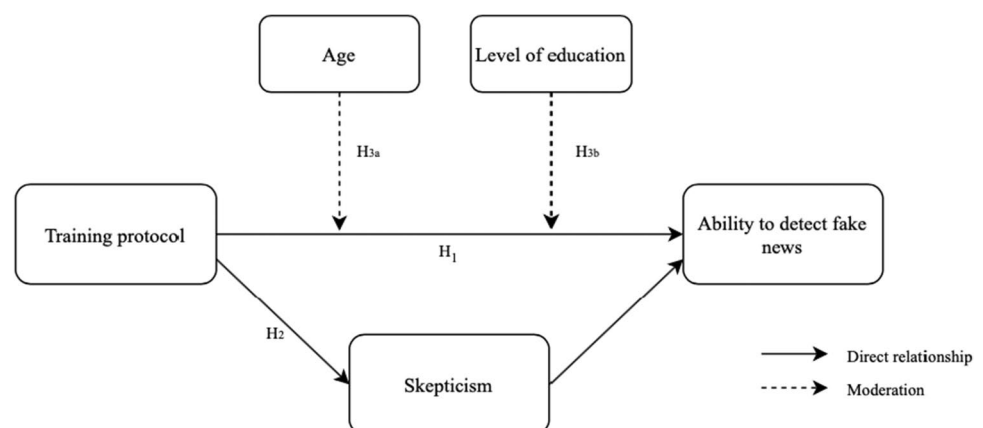 Age
Level of education
H3a
H3b
Training protocol
Ability to detect fake
news
H1
H2
Skepticism
Direct relationship
Moderation